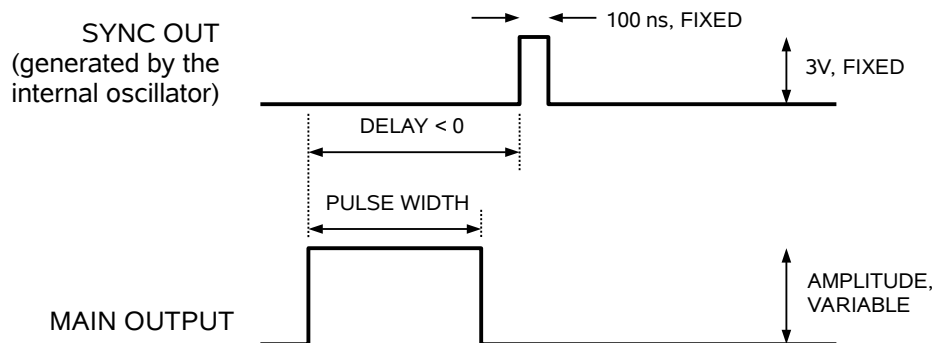 100 ns, FIXED
SYNC OUT
(generated by the
internal oscillator)
3V, FIXED
DELAY < 0
PULSE WIDTH
AMPLITUDE,
VARIABLE
MAIN OUTPUT